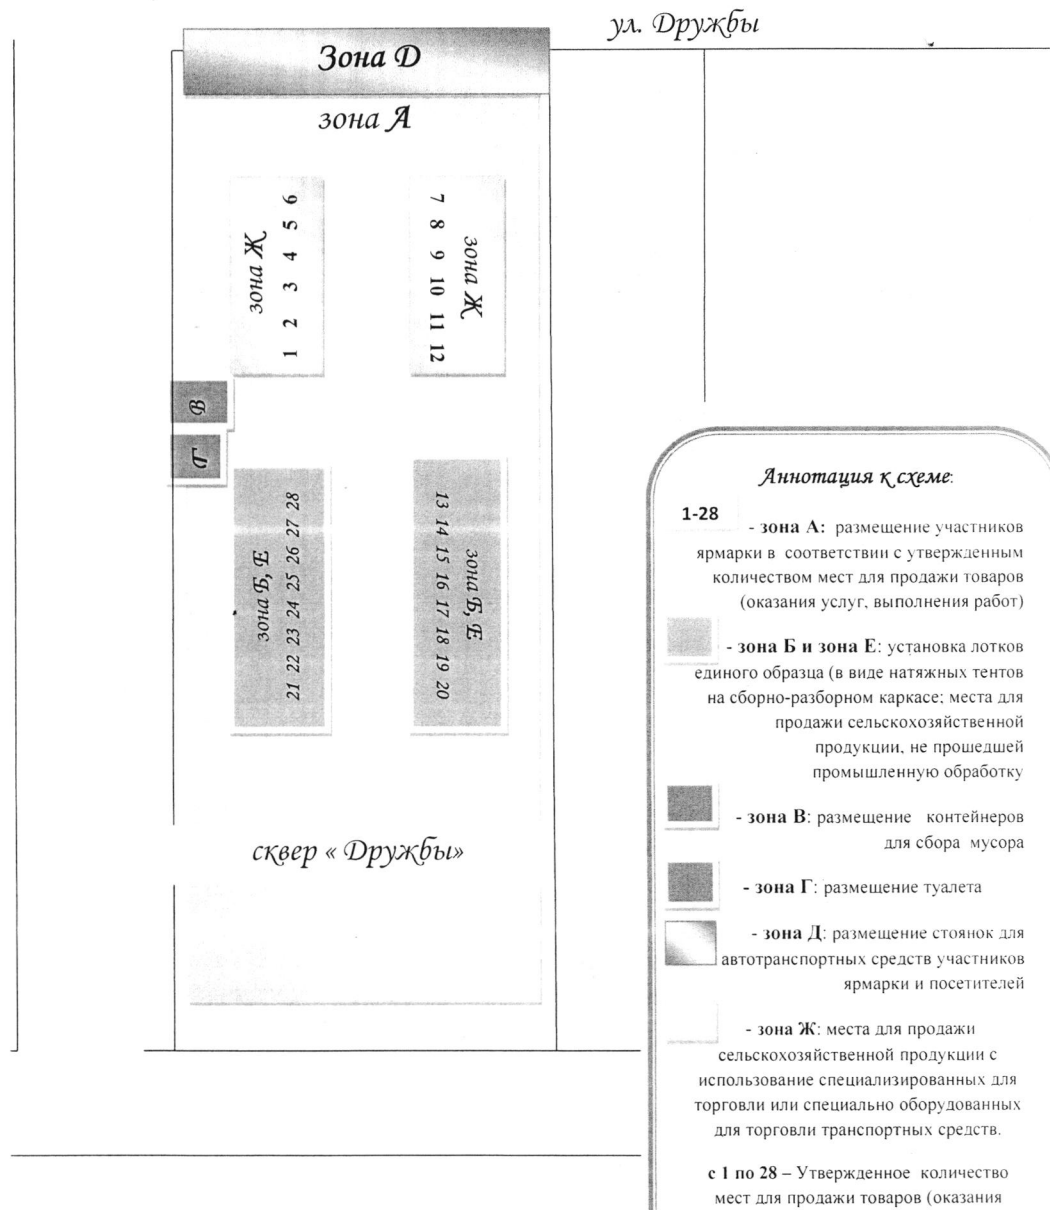 ул. Дружбы
Зона D
зона А
зона Ж
1 2 3 4 5 6
7 8 9 10 11 12
зона Ж
В
Г
зона Б, Е
21 22 23 24 25 26 27 28
13 14 15 16 17 18 19 20
зона Б, Е
сквер « Дружбы»
Аннотация к схеме:
1-28
- зона А: размещение участников
ярмарки в соответствии с утвержденным
количеством мест для продажи товаров
(оказания услуг, выполнения работ)
- зона Б и зона Е: установка лотков
единого образца (в виде натяжных тентов
на сборно-разборном каркасе; места для
продажи сельскохозяйственной
продукции, не прошедшей
промышленную обработку
- зона В: размещение контейнеров
для сбора мусора
- зона Г: размещение туалета
- зона Д: размещение стоянок для
автотранспортных средств участников
ярмарки и посетителей
- зона Ж: места для продажи
сельскохозяйственной продукции с
использование специализированных для
торговли или специально оборудованных
для торговли транспортных средств.
с 1 по 28 – Утвержденное количество
мест для продажи товаров (оказания